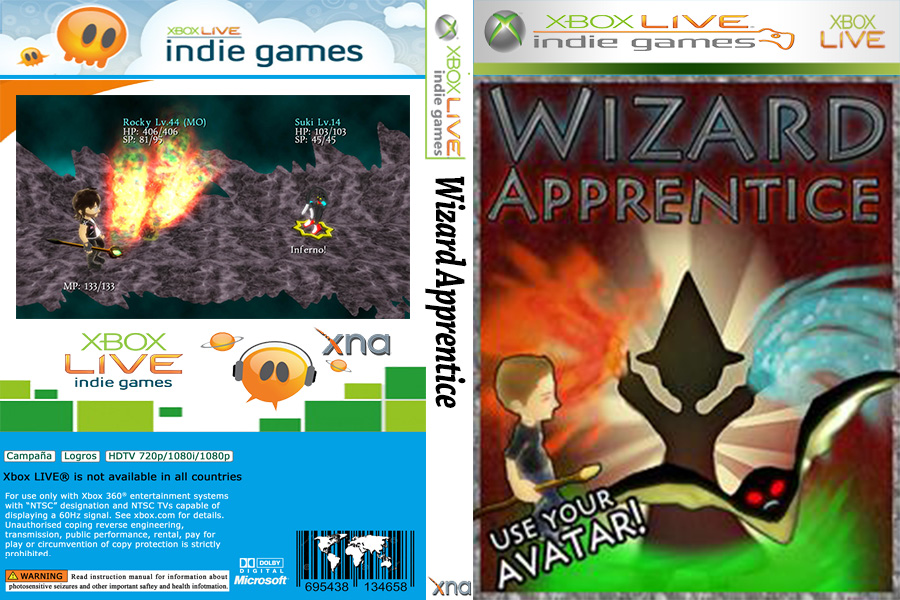 XBOX LIVE
indie games
Rocky Lv.44 (MO)
HP: 406/406
SP: 81/95
Suki Lv.14
HP: 103/103
SP: 45/45
Inferno!
MP: 133/133
XBOX
LIVE
indie games
xna
Campaña Logros HDTV 720p/1080i/1080p
Xbox LIVE® is not available in all countries
For use only with Xbox 360® entertainment systems
with “NTSC” designation and NTSC TVs capable of
displaying a 60Hz signal. See xbox.com for details.
Unauthorised coping reverse engineering,
transmission, public performance, rental, pay for
play or circumvention of copy protection is strictly
prohibited.
WARNING Read instruction manual for information about
photosensitive seizures and other important saftey and health infotmation.
DOLBY
DIGITAL
Microsoft
695438 134658
XBOX LIVE
indie games
Wizard Apprentice
xna
XBOX LIVE
indie games
XBOX
LIVE
WIZARD
APPRENTICE
USE YOUR
AVATAR!